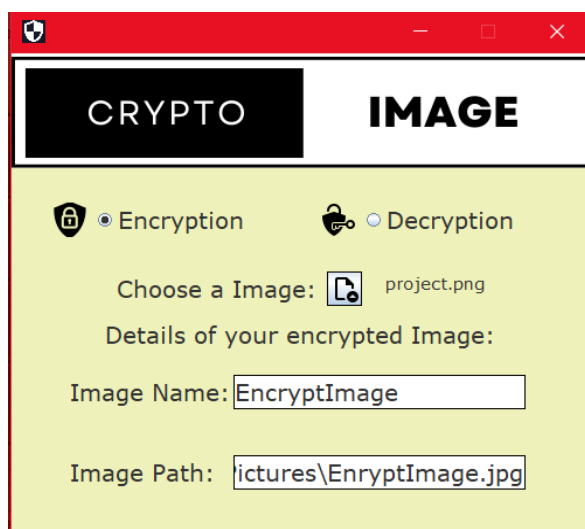 CRYPTO IMAGE
Encryption Decryption
Choose a Image: project.png
Details of your encrypted Image:
Image Name: EncryptImage
Image Path: ictures\EnryptImage.jpg